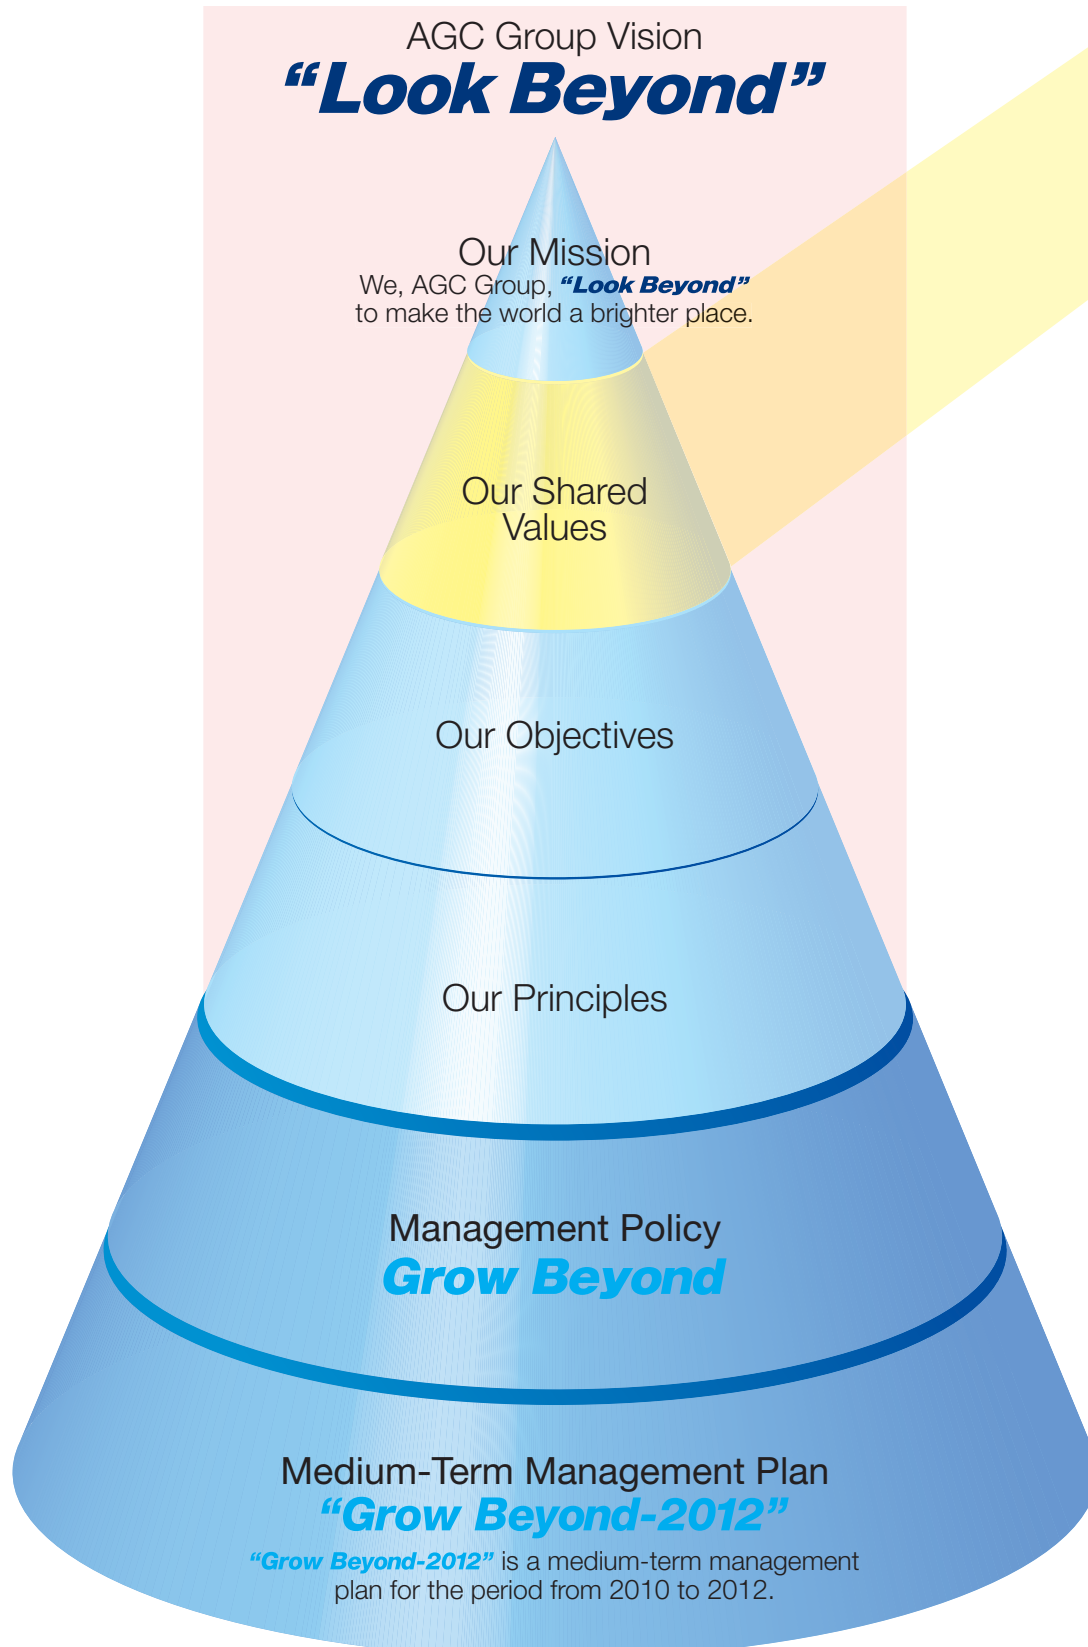 AGC Group Vision
“Look Beyond”
Our Mission
We, AGC Group, “Look Beyond”
to make the world a brighter place.
Our Shared
Values
Our Objectives
Our Principles
Management Policy
Grow Beyond
Medium-Term Management Plan
“Grow Beyond-2012”
“Grow Beyond-2012” is a medium-term management
plan for the period from 2010 to 2012.